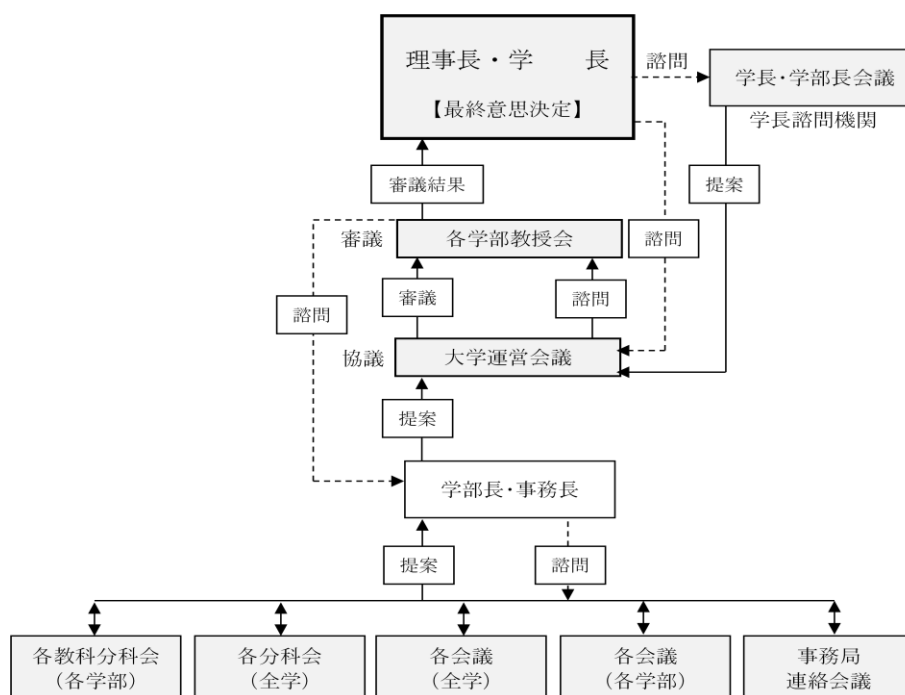 理事長・学　　長
【最終意思決定】
諮問
学長・学部長会議
学長諮問機関
審議結果
提案
審議
各学部教授会
諮問
諮問
審議
諮問
協議
大学運営会議
提案
学部長・事務長
提案
諮問
各教科分科会
(各学部)
各分科会
(全学)
各会議
(全学)
各会議
(各学部)
事務局
連絡会議